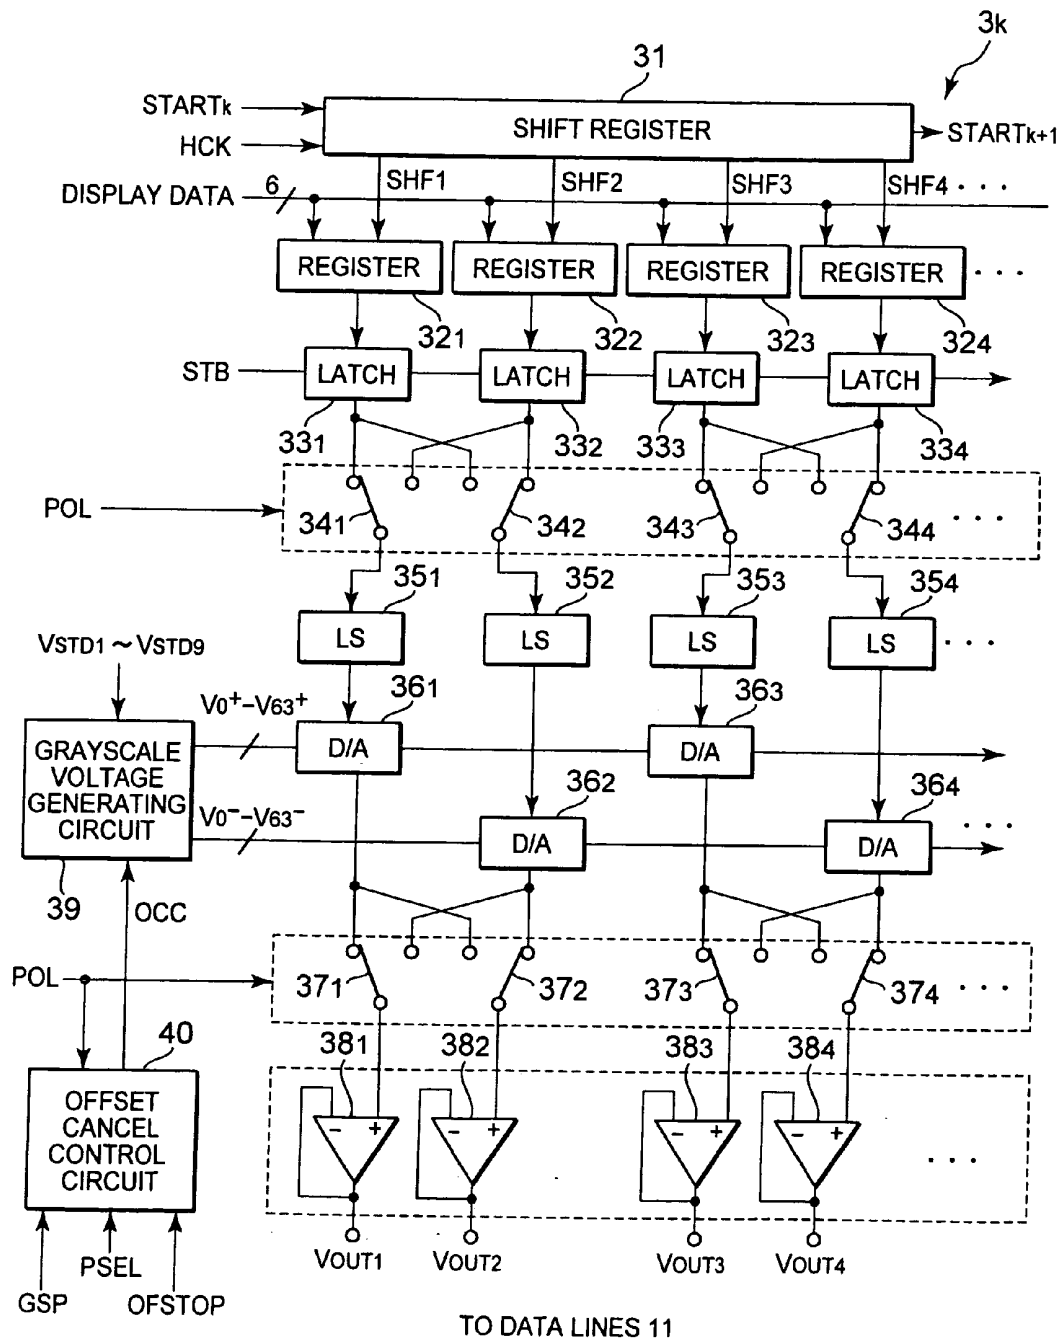 3k
31
STARTk
SHIFT REGISTER
STARTk+1
HCK
SHF1
SHF2
SHF3
SHF4 · · ·
DISPLAY DATA
6
REGISTER
REGISTER
REGISTER
REGISTER
· · ·
321
322
323
324
STB
LATCH
LATCH
LATCH
LATCH
331
332
333
334
POL
341
342
343
344
· · ·
351
352
353
354
LS
LS
LS
LS
· · ·
VSTD1 ~ VSTD9
V0+–V63+
361
363
GRAYSCALE
VOLTAGE
GENERATING
CIRCUIT
D/A
D/A
V0-–V63-
362
364
D/A
D/A
· · ·
39
OCC
POL
371
372
373
374
· · ·
40
381
382
383
384
OFFSET
CANCEL
CONTROL
CIRCUIT
– +
– +
– +
– +
· · ·
VOUT1
VOUT2
VOUT3
VOUT4
GSP
PSEL
OFSTOP
TO DATA LINES 11